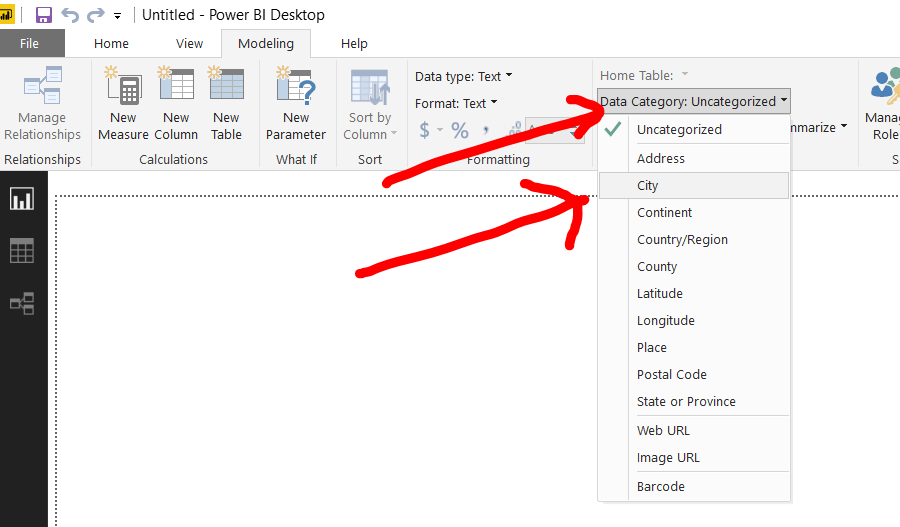 Untitled - Power BI Desktop
File Home View Modeling Help
Manage Relationships
New Measure
New Column
New Table
New Parameter
Sort by Column
Data type: Text
Format: Text
$ % ,
Home Table:
Data Category: Uncategorized
Relationships Calculations What If Sort Formatting
Uncategorized
Address
City
Continent
Country/Region
County
Latitude
Longitude
Place
Postal Code
State or Province
Web URL
Image URL
Barcode